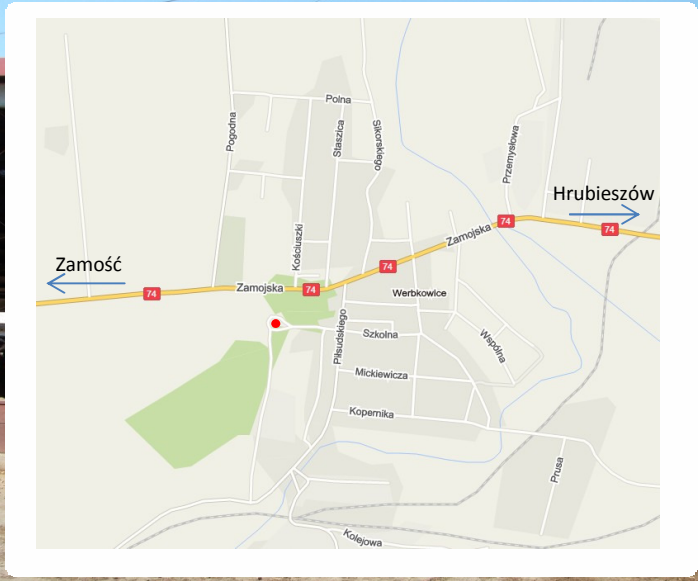 Polna
Pogodna
Staszica
Sikorskiego
Przemysłowa
Hrubieszów
74
74
Zamojska
Kościuszki
74
Zamość
Zamojska
74
74
Werbkowice
Piłsudskiego
Szkolna
Wspólna
Mickiewicza
Kopernika
Prusa
Kolejowa